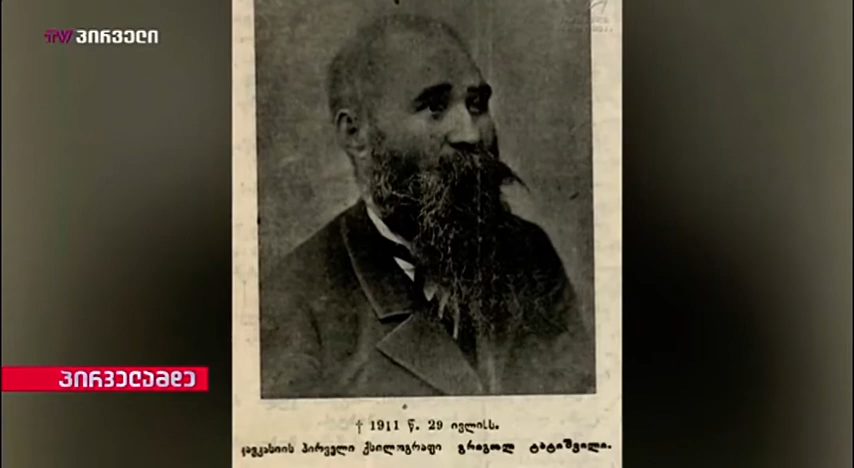 TV პირველი
პირველამდე
† 1911 წ. 29 ივლისს.
კავკასიის პირველი ქსილოგრაფი გრიგოლ ტატიშვილი.